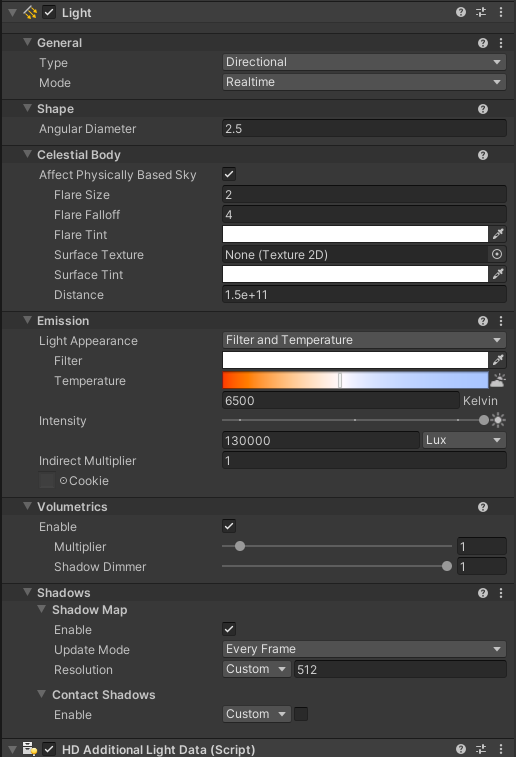 Light
General
Type Directional
Mode Realtime
Shape
Angular Diameter 2.5
Celestial Body
Affect Physically Based Sky
Flare Size 2
Flare Falloff 4
Flare Tint
Surface Texture None (Texture 2D)
Surface Tint
Distance 1.5e+11
Emission
Light Appearance Filter and Temperature
Filter
Temperature
6500 Kelvin
Intensity
130000 Lux
Indirect Multiplier 1
Cookie
Volumetrics
Enable
Multiplier 1
Shadow Dimmer 1
Shadows
Shadow Map
Enable
Update Mode Every Frame
Resolution Custom 512
Contact Shadows
Enable Custom
HD Additional Light Data (Script)